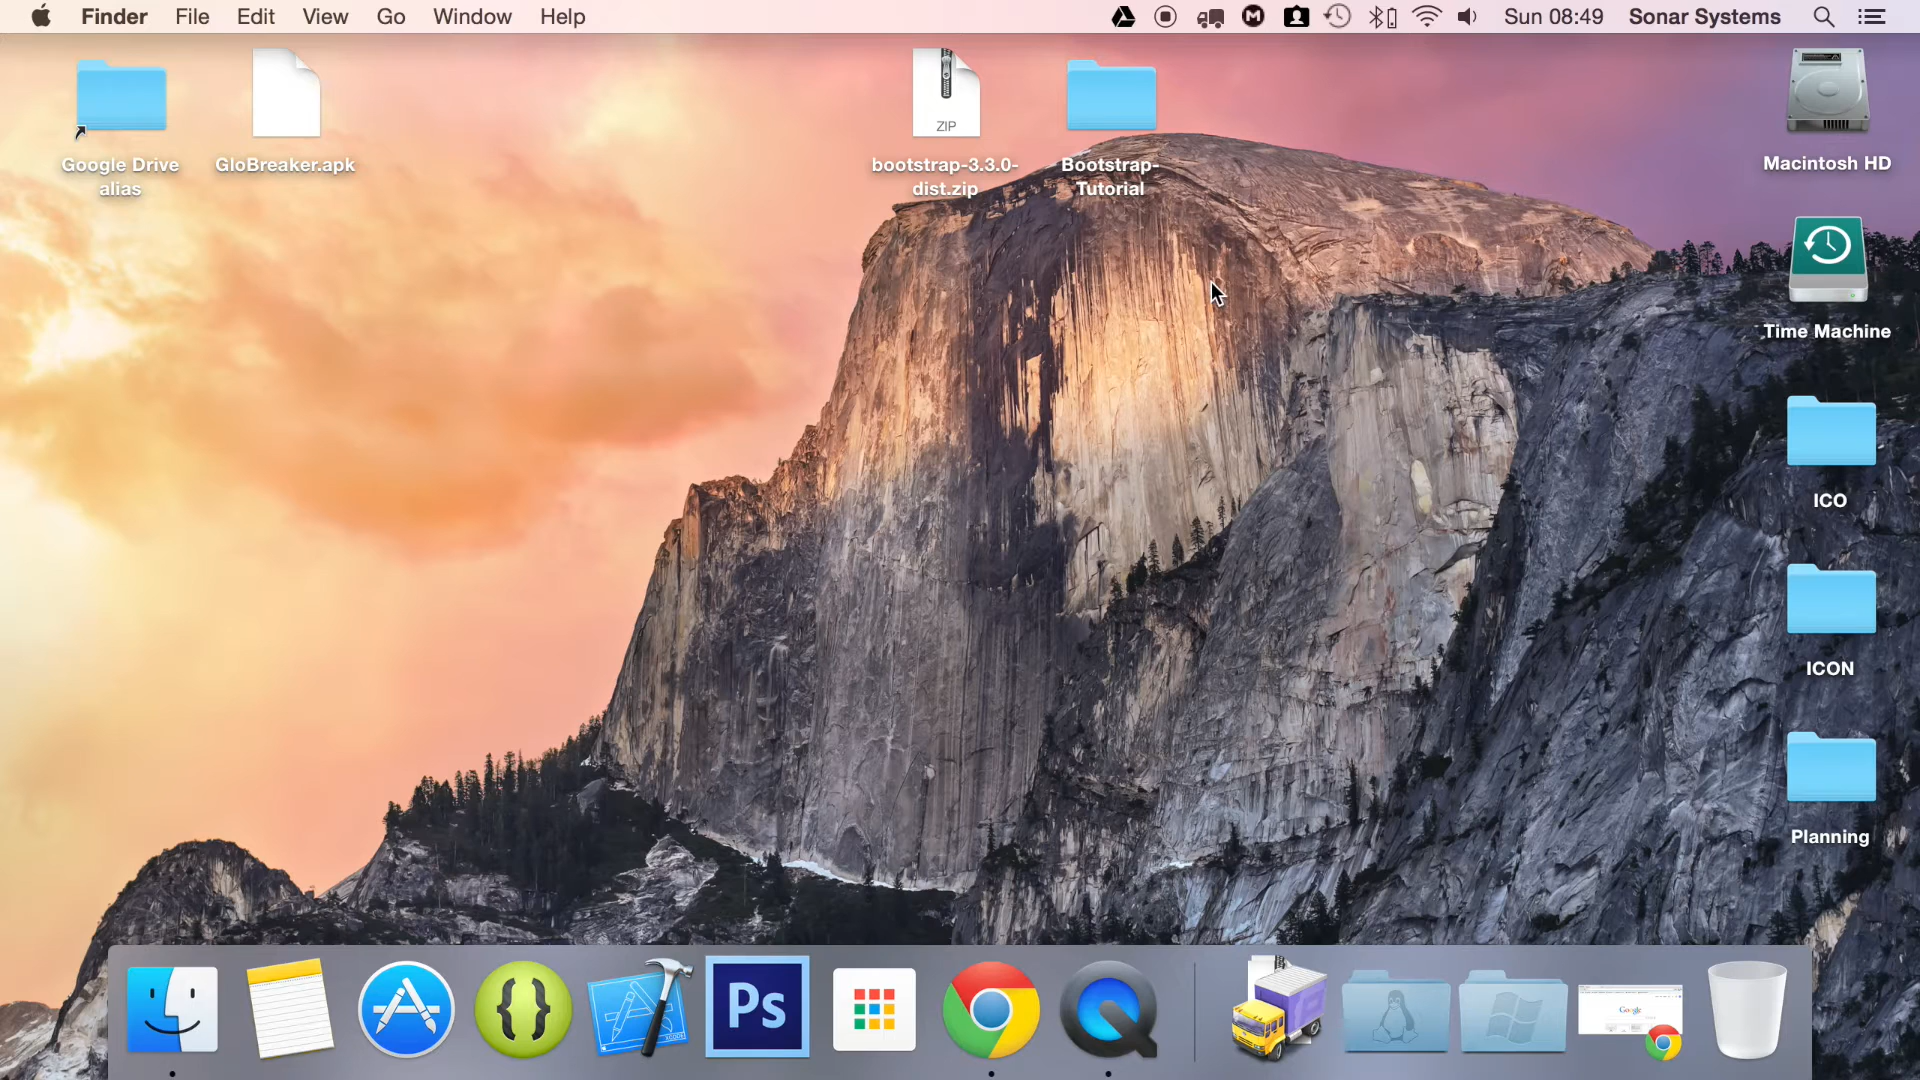 Finder File Edit View Go Window Help Sun 08:49 Sonar Systems
Google Drive
alias
GloBreaker.apk
ZIP
bootstrap-3.3.0-
dist.zip
Bootstrap-
Tutorial
Macintosh HD
Time Machine
ICO
ICON
Planning
{}
Ps
Google